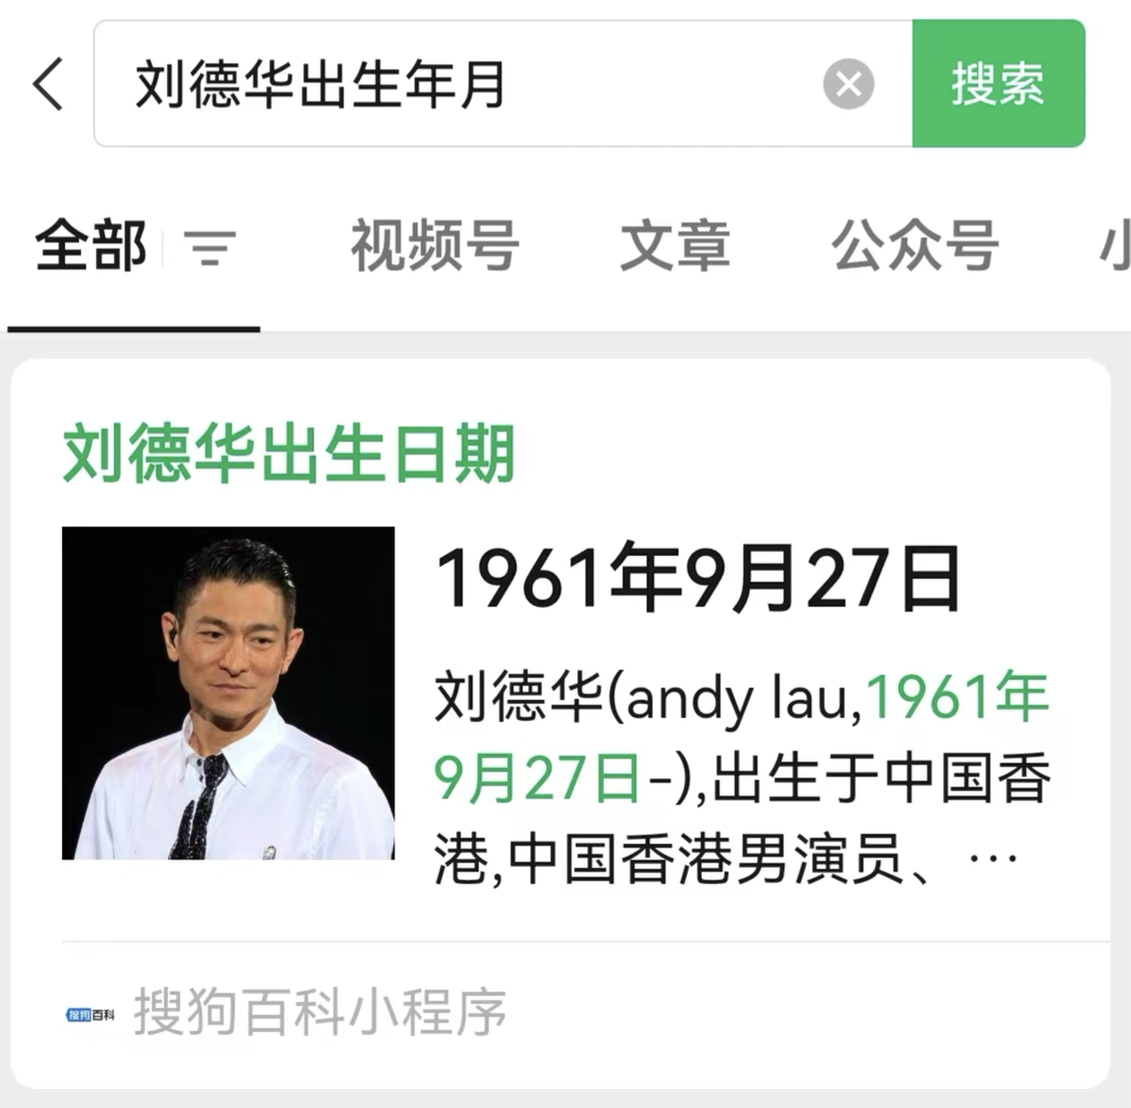 刘德华出生年月
搜索
全部
视频号
文章
公众号
小
刘德华出生日期
1961年9月27日
刘德华(andy lau,1961年
9月27日-),出生于中国香
港,中国香港男演员、…
搜狗百科
搜狗百科小程序